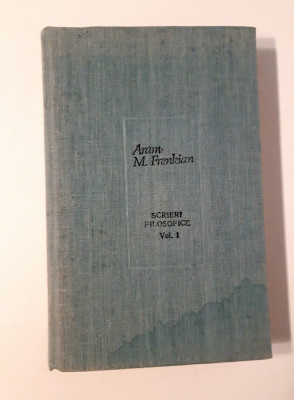 Aram
M. Frenkian
SCRIERI
FILOSOFICE
Vol. I